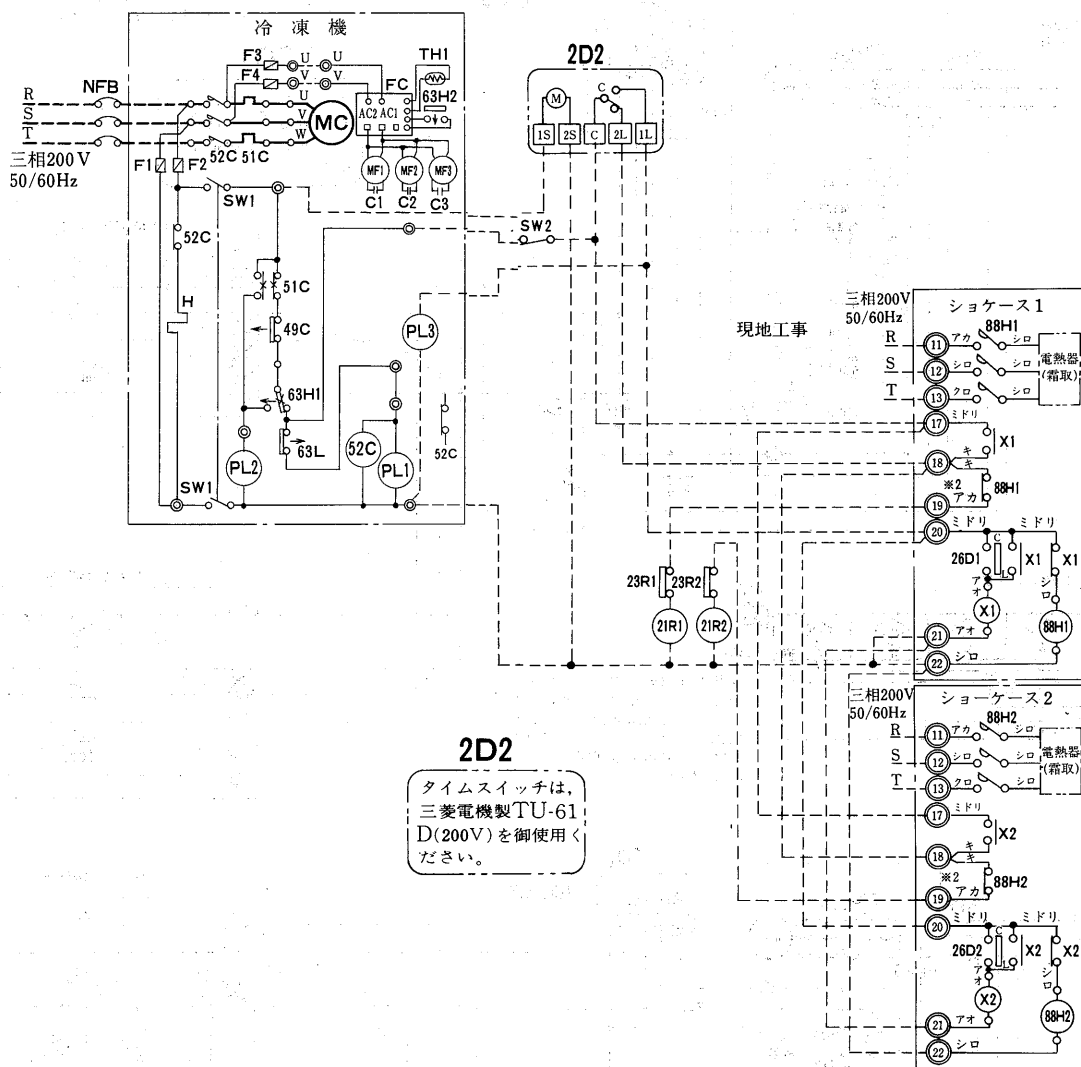 冷凍機
F3
U
U
TH1
F4
V
V
FC
63H2
NFB
R
S
T
U
V
W
MC
AC2
AC1
三相200V
50/60Hz
F1
F2
52C
51C
MF1
MF2
MF3
C1
C2
C3
SW1
52C
H
51C
49C
63H1
63L
PL3
PL2
52C
PL1
52C
SW1
2D2
M
C
1S
2S
C
2L
1L
SW2
現地工事
23R1
23R2
21R1
21R2
三相200V
50/60Hz
ショケース1
R
11
アカ
88H1
シロ
S
12
シロ
シロ
T
13
クロ
シロ
電熱器
(霜取)
17
ミドリ
X1
18
キ
キ
※2
88H1
19
アカ
20
ミドリ
ミドリ
26D1
C
L
X1
X1
アオ
シロ
X1
88H1
21
アオ
22
シロ
三相200V
50/60Hz
ショーケース2
R
11
アカ
88H2
シロ
S
12
シロ
シロ
T
13
クロ
シロ
電熱器
(霜取)
17
ミドリ
X2
18
キ
キ
※2
88H2
19
アカ
20
ミドリ
ミドリ
26D2
C
L
X2
X2
アオ
シロ
X2
88H2
21
アオ
22
シロ
2D2
タイムスイッチは,
三菱電機製TU-61
D(200V)を御使用く
ださい。